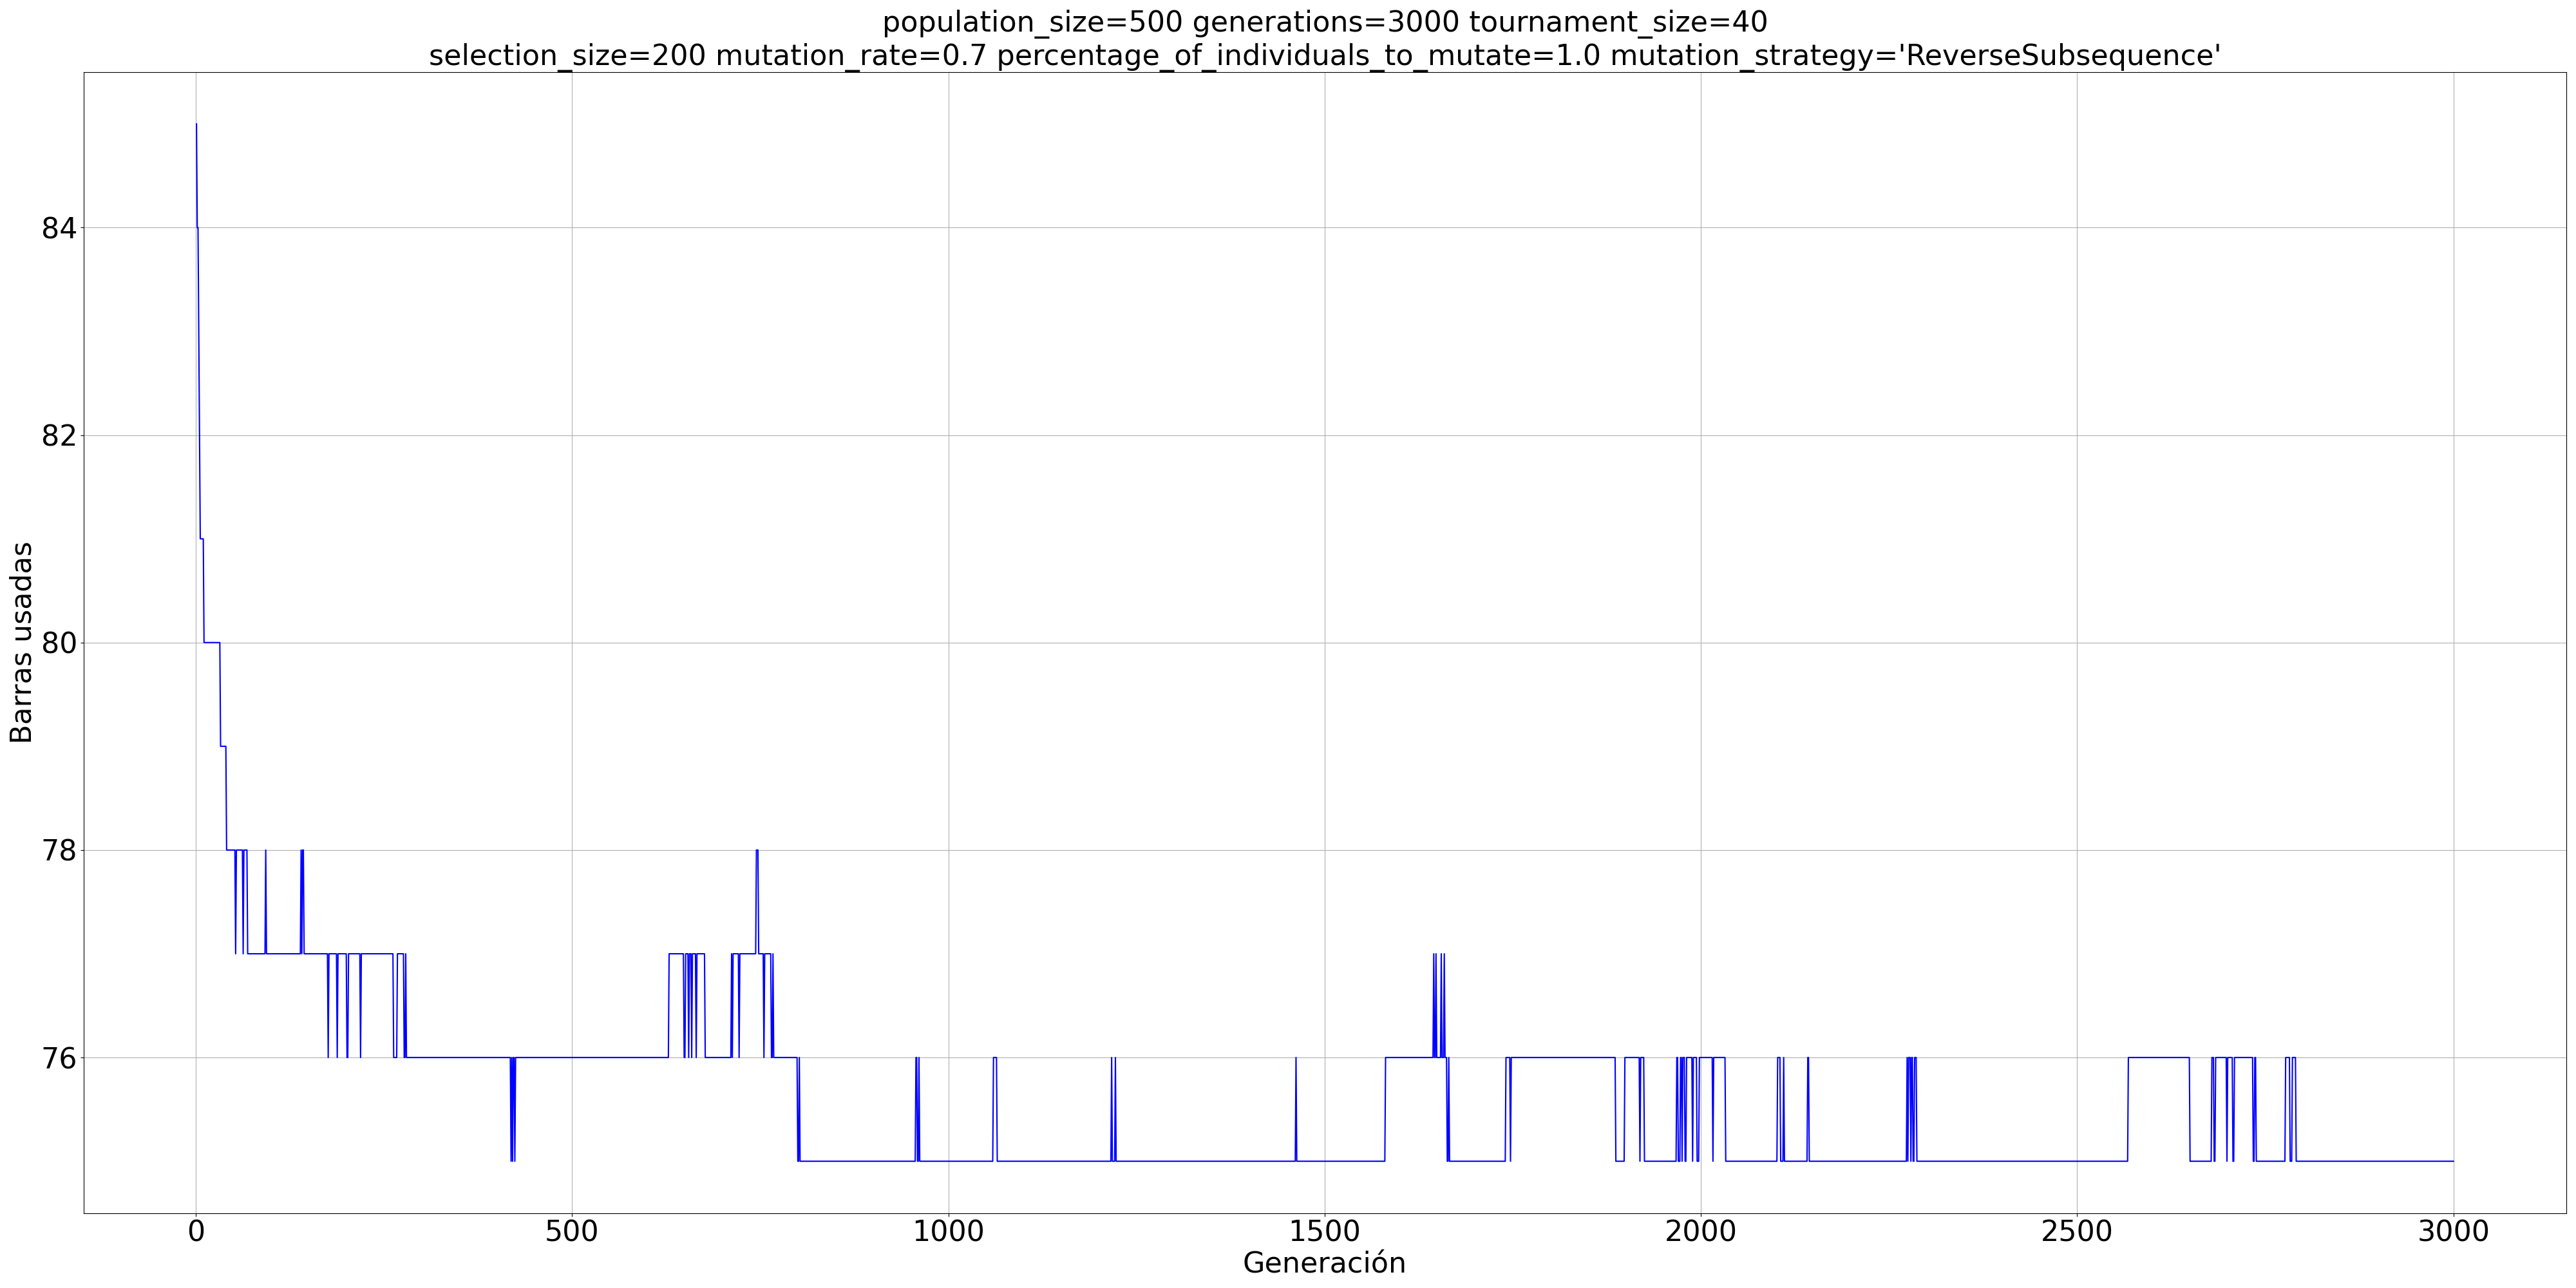 population_size=500 generations=3000 tournament_size=40
selection_size=200 mutation_rate=0.7 percentage_of_individuals_to_mutate=1.0 mutation_strategy='ReverseSubsequence'
Barras usadas
84
82
80
78
76
0 500 1000 1500 2000 2500 3000
Generación